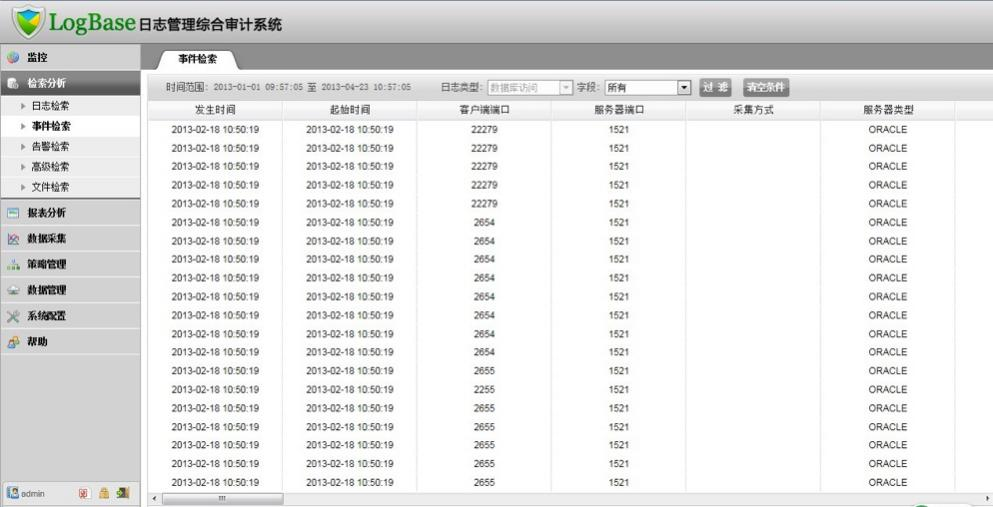 LogBase 日志管理综合审计系统
监控
检索分析
日志检索
事件检索
告警检索
高级检索
文件检索
报表分析
数据采集
策略管理
数据管理
系统配置
帮助
admin
事件检索
时间范围: 2013-01-01 09:57:05 至 2013-04-23 10:57:05 日志类型: 数据库访问 字段: 所有 过 滤 清空条件
发生时间 起始时间 客户端端口 服务器端口 采集方式 服务器类型
2013-02-18 10:50:19 2013-02-18 10:50:19 22279 1521 ORACLE
2013-02-18 10:50:19 2013-02-18 10:50:19 22279 1521 ORACLE
2013-02-18 10:50:19 2013-02-18 10:50:19 22279 1521 ORACLE
2013-02-18 10:50:19 2013-02-18 10:50:19 22279 1521 ORACLE
2013-02-18 10:50:19 2013-02-18 10:50:19 22279 1521 ORACLE
2013-02-18 10:50:19 2013-02-18 10:50:19 2654 1521 ORACLE
2013-02-18 10:50:19 2013-02-18 10:50:19 2654 1521 ORACLE
2013-02-18 10:50:19 2013-02-18 10:50:19 2654 1521 ORACLE
2013-02-18 10:50:19 2013-02-18 10:50:19 2654 1521 ORACLE
2013-02-18 10:50:19 2013-02-18 10:50:19 2654 1521 ORACLE
2013-02-18 10:50:19 2013-02-18 10:50:19 2654 1521 ORACLE
2013-02-18 10:50:19 2013-02-18 10:50:19 2654 1521 ORACLE
2013-02-18 10:50:19 2013-02-18 10:50:19 2654 1521 ORACLE
2013-02-18 10:50:19 2013-02-18 10:50:19 2655 1521 ORACLE
2013-02-18 10:50:19 2013-02-18 10:50:19 2255 1521 ORACLE
2013-02-18 10:50:19 2013-02-18 10:50:19 2655 1521 ORACLE
2013-02-18 10:50:19 2013-02-18 10:50:19 2655 1521 ORACLE
2013-02-18 10:50:19 2013-02-18 10:50:19 2655 1521 ORACLE
2013-02-18 10:50:19 2013-02-18 10:50:19 2655 1521 ORACLE
2013-02-18 10:50:19 2013-02-18 10:50:19 2655 1521 ORACLE